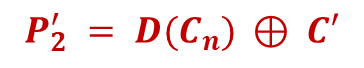 P′₂ = D(Cₙ) ⊕ C′